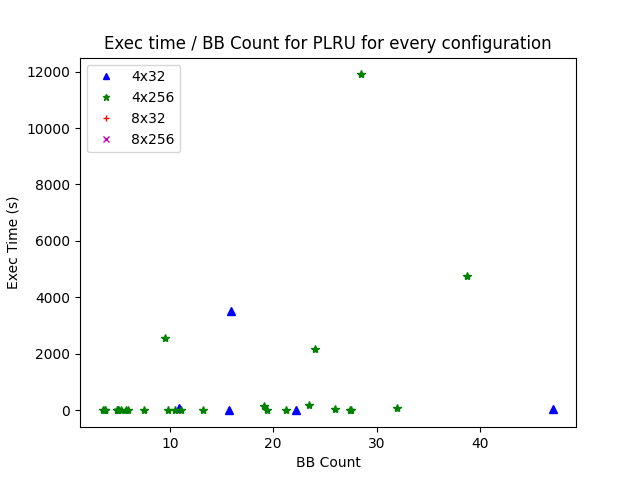 Exec time / BB Count for PLRU for every configuration
4x32
4x256
8x32
8x256
12000
10000
8000
6000
4000
2000
0
Exec Time (s)
10 20 30 40
BB Count